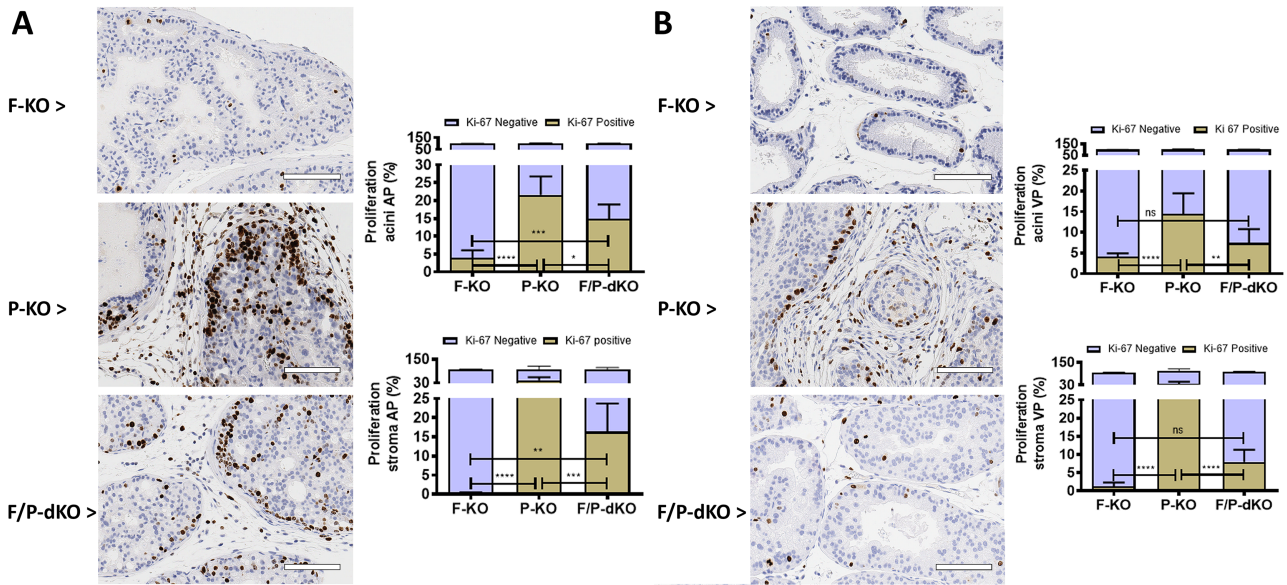 A
F-KO >
P-KO >
F/P-dKO >
Ki-67 Negative Ki-67 Positive
Proliferation
acini AP (%)
150
50
30
25
20
15
10
5
0
***
**** *
F-KO P-KO F/P-dKO
Ki-67 Negative Ki-67 positive
Proliferation
stroma AP (%)
150
30
25
20
15
10
5
0
**
**** ***
F-KO P-KO F/P-dKO
B
F-KO >
P-KO >
F/P-dKO >
Ki-67 Negative Ki 67 Positive
Proliferation
acini VP (%)
150
50
25
20
15
10
5
0
ns
**** **
F-KO P-KO F/P-dKO
Ki-67 Negative Ki-67 Positive
Proliferation
stroma VP (%)
150
30
25
20
15
10
5
0
ns
**** ****
F-KO P-KO F/P-dKO